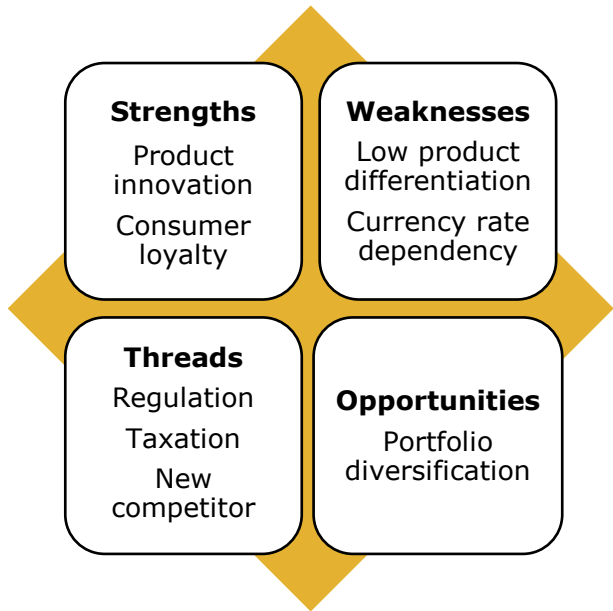 Strengths
Product
innovation
Consumer
loyalty
Weaknesses
Low product
differentiation
Currency rate
dependency
Threads
Regulation
Taxation
New
competitor
Opportunities
Portfolio
diversification